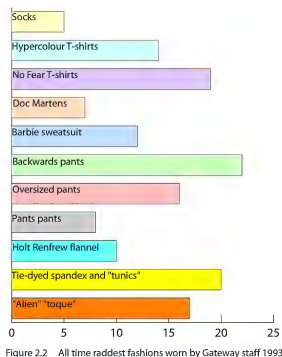 Socks
Hypercolour T-shirts
No Fear T-shirts
Doc Martens
Barbie sweatsuit
Backwards pants
Oversized pants
Pants pants
Holt Renfrew flannel
Tie-dyed spandex and "tunics"
"Alien" "toque"
0 5 10 15 20 25
Figure 2.2 All time raddest fashions worn by Gateway staff 1993